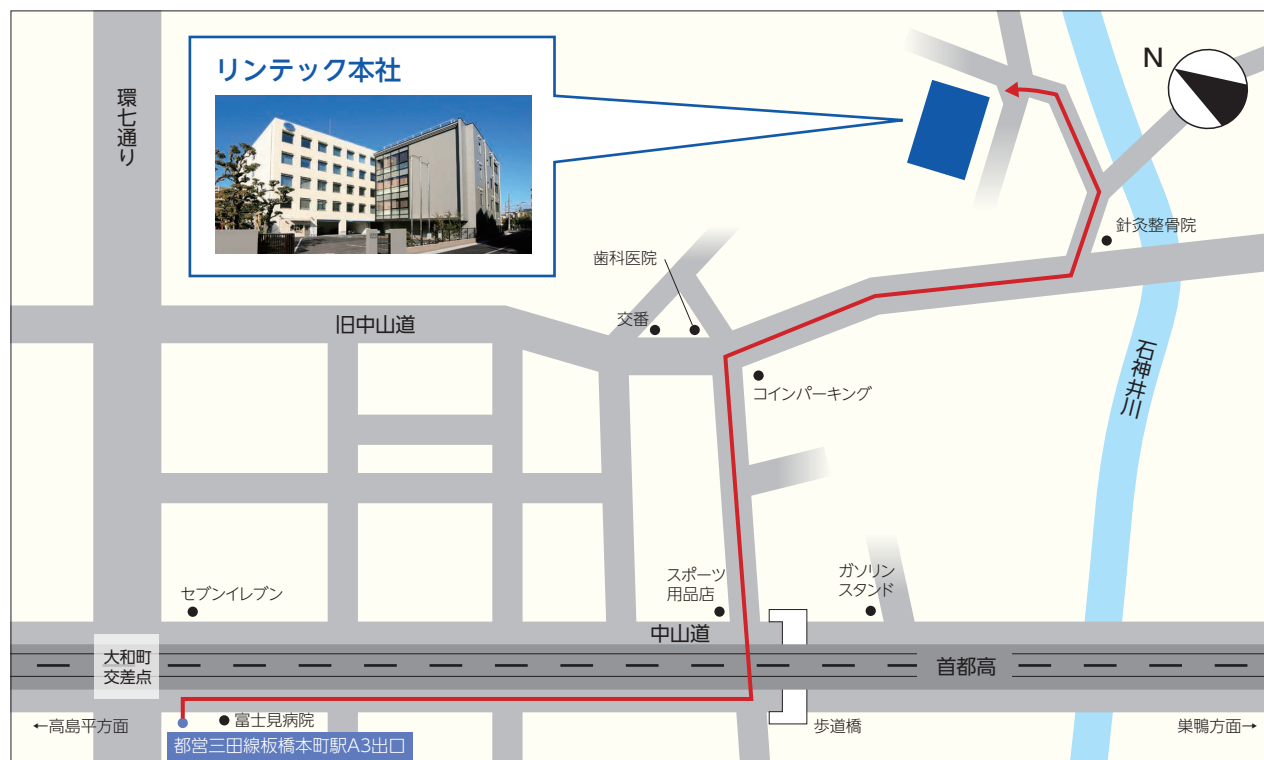 リンテック本社
N
環七通り
針灸整骨院
歯科医院
交番
旧中山道
コインパーキング
石神井川
セブンイレブン
スポーツ
用品店
ガソリン
スタンド
中山道
大和町
交差点
首都高
←高島平方面
富士見病院
歩道橋
巣鴨方面→
都営三田線板橋本町駅A3出口